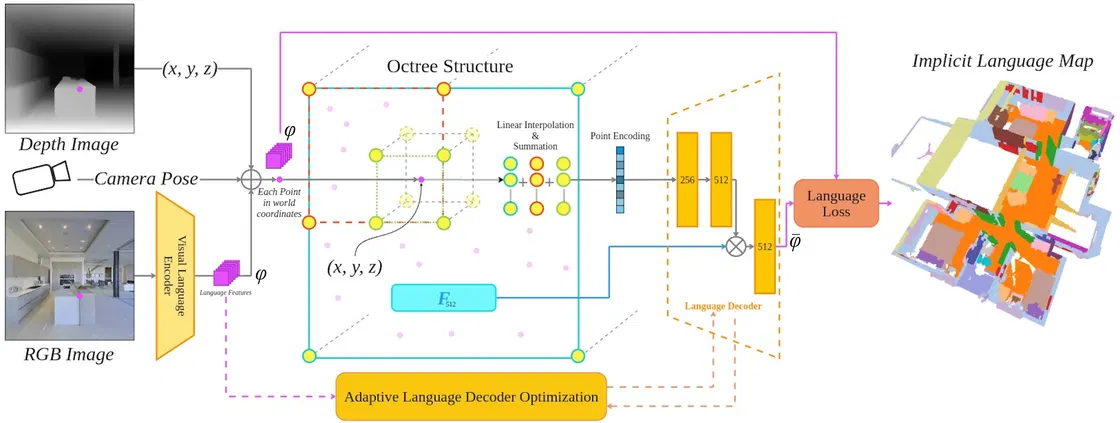 (x, y, z)
Depth Image
Camera Pose
RGB Image
Visual Language
Encoder
φ
Language Features
φ
Each Point
in world
coordinates
Octree Structure
(x, y, z)
F512
Linear Interpolation
&
Summation
+
+
Point Encoding
256
512
512
Language Decoder
φ̄
Language
Loss
Implicit Language Map
Adaptive Language Decoder Optimization